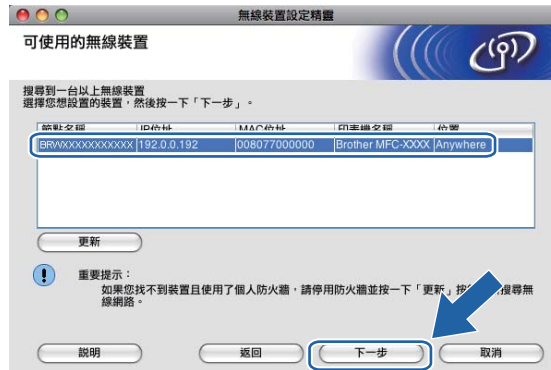 無線裝置設定精靈
可使用的無線裝置
搜尋到一台以上無線裝置
選擇您想設置的裝置,然後按一下「下一步」。
節點名稱 IP位址 MAC位址 印表機名稱 位置
BRWXXXXXXXXXXXX 192.0.0.192 008077000000 Brother MFC-XXXX Anywhere
更新
重要提示:
如果您找不到裝置且使用了個人防火牆,請停用防火牆並按一下「更新」按 搜尋無
線網路。
説明 返回 下一步 取消